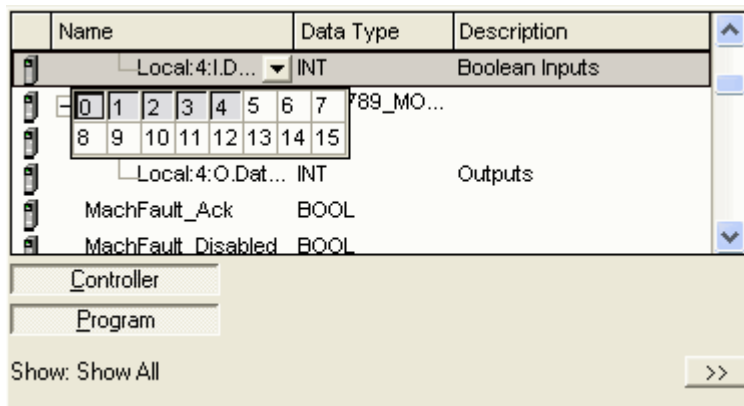 Name Data Type Description
Local:4:I.D... INT Boolean Inputs
0 1 2 3 4 5 6 7 789_MO...
8 9 10 11 12 13 14 15
Local:4:O.Dat... INT Outputs
MachFault_Ack BOOL
MachFault_Disabled BOOL
Controller
Program
Show: Show All >>